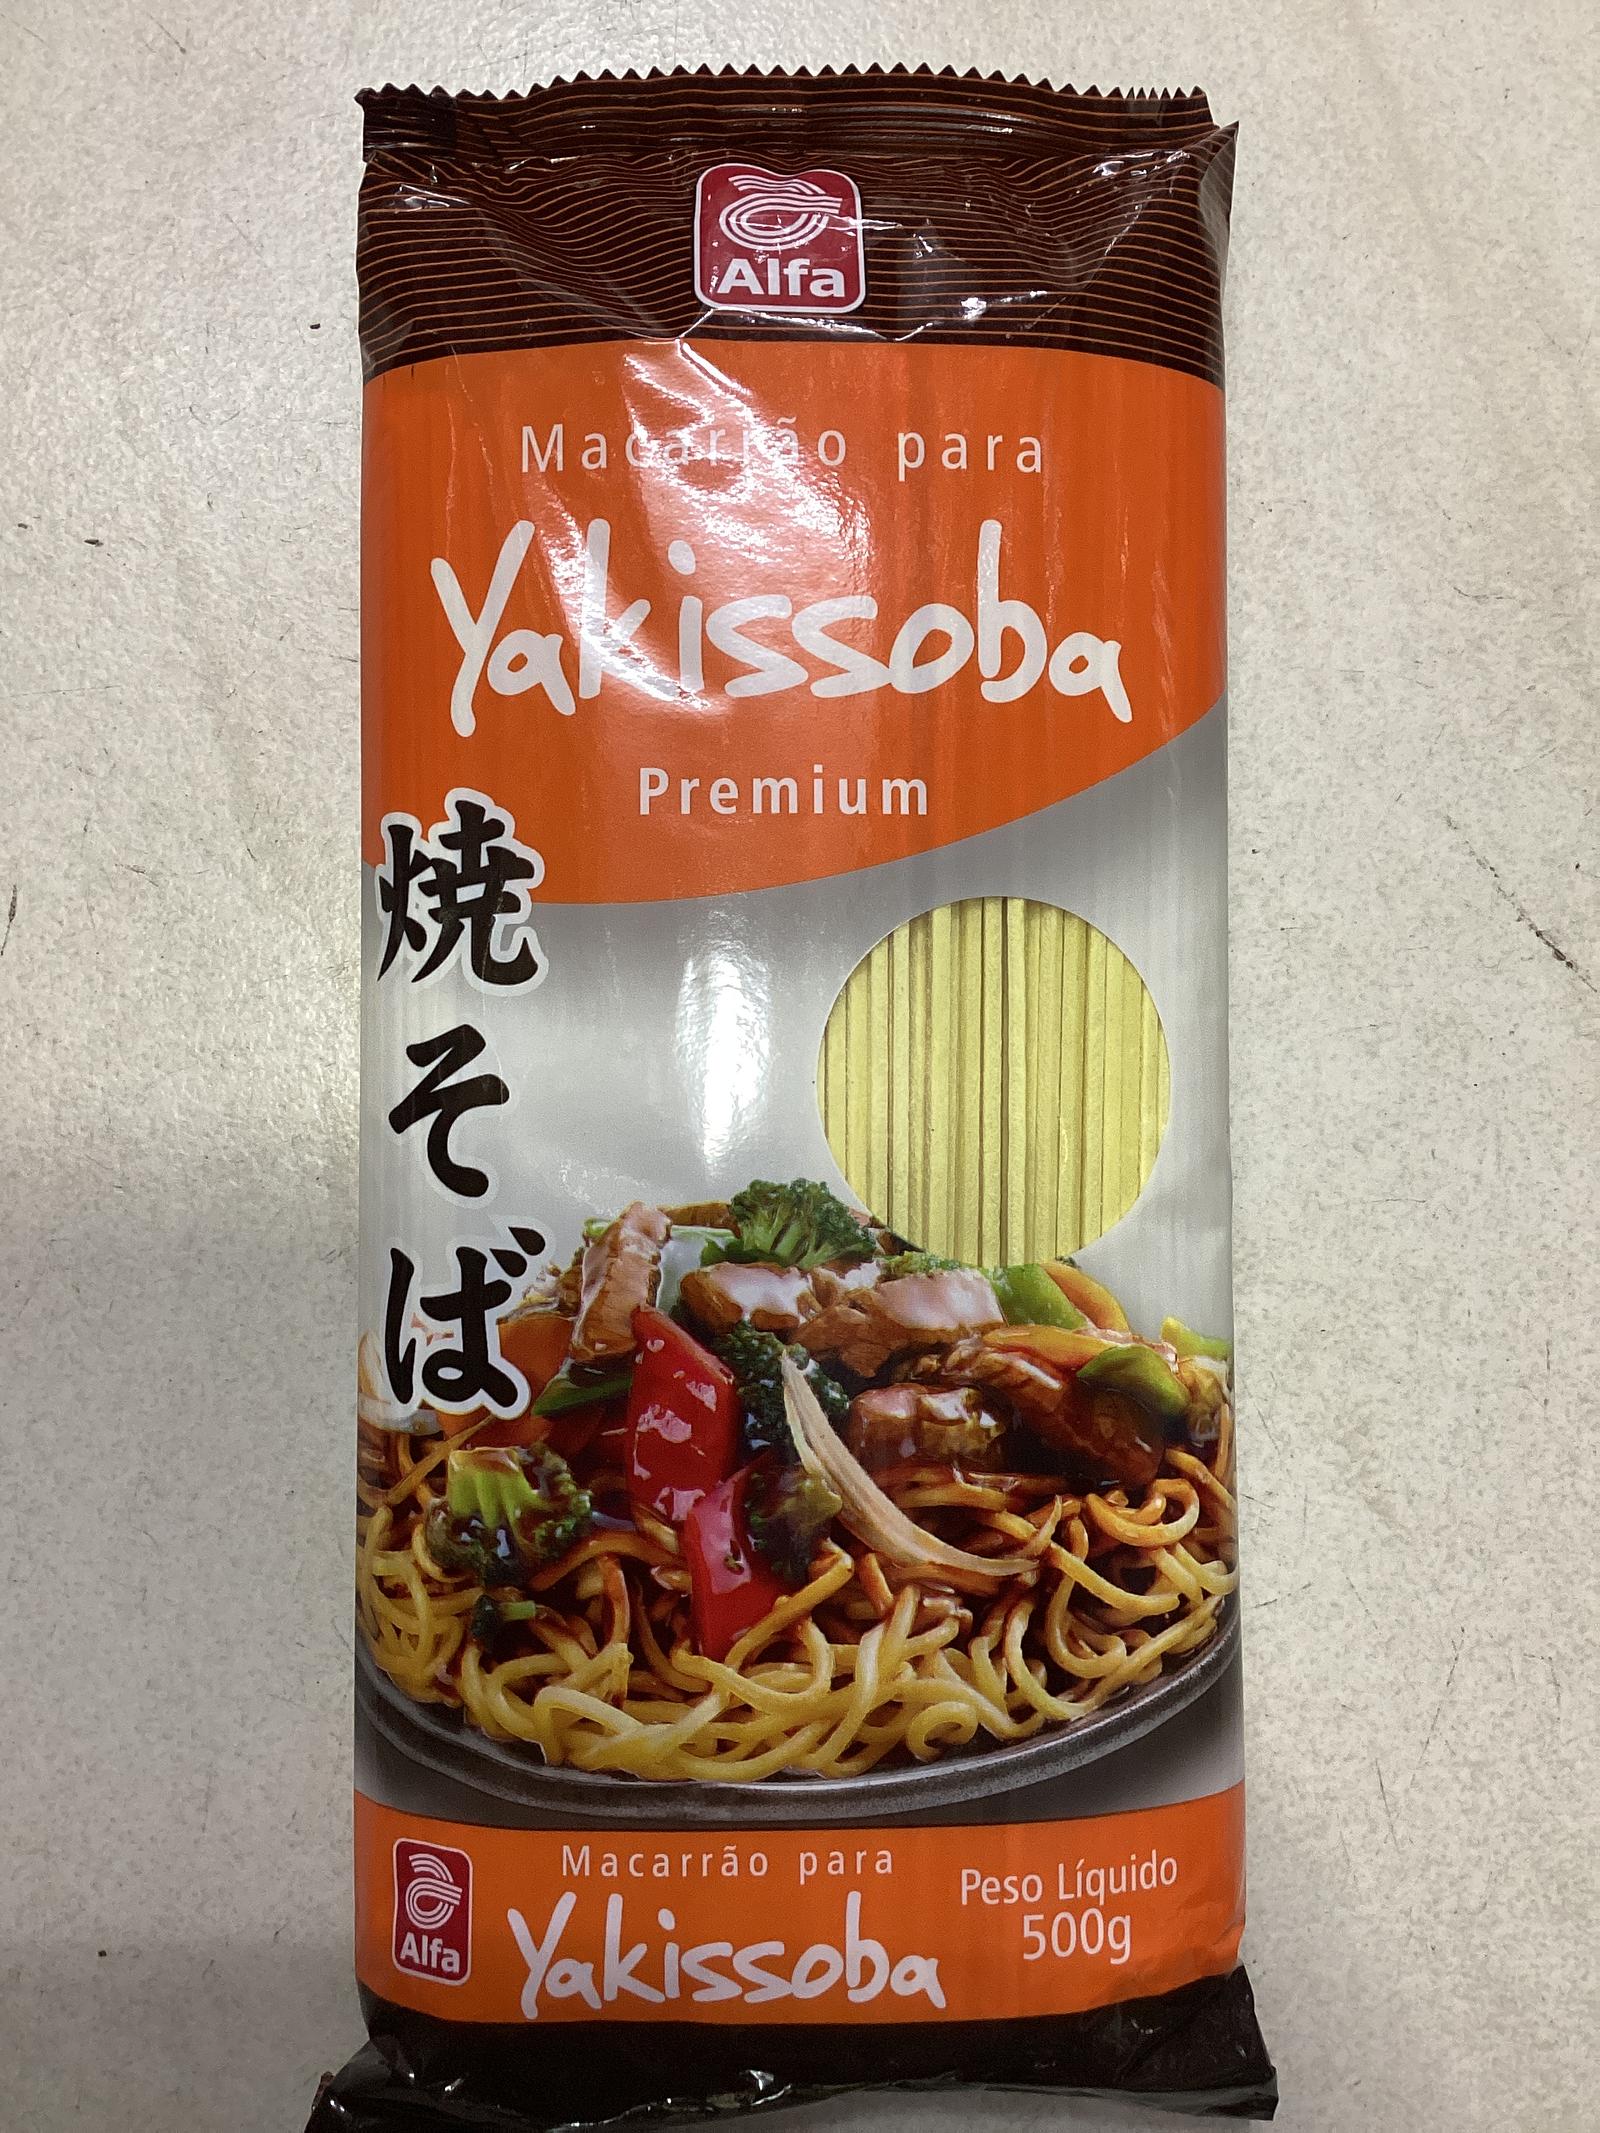 Alfa
Macarrão para
Yakissoba
Premium
焼そば
Alfa
Macarrão para
Yakissoba
Peso Líquido
500g